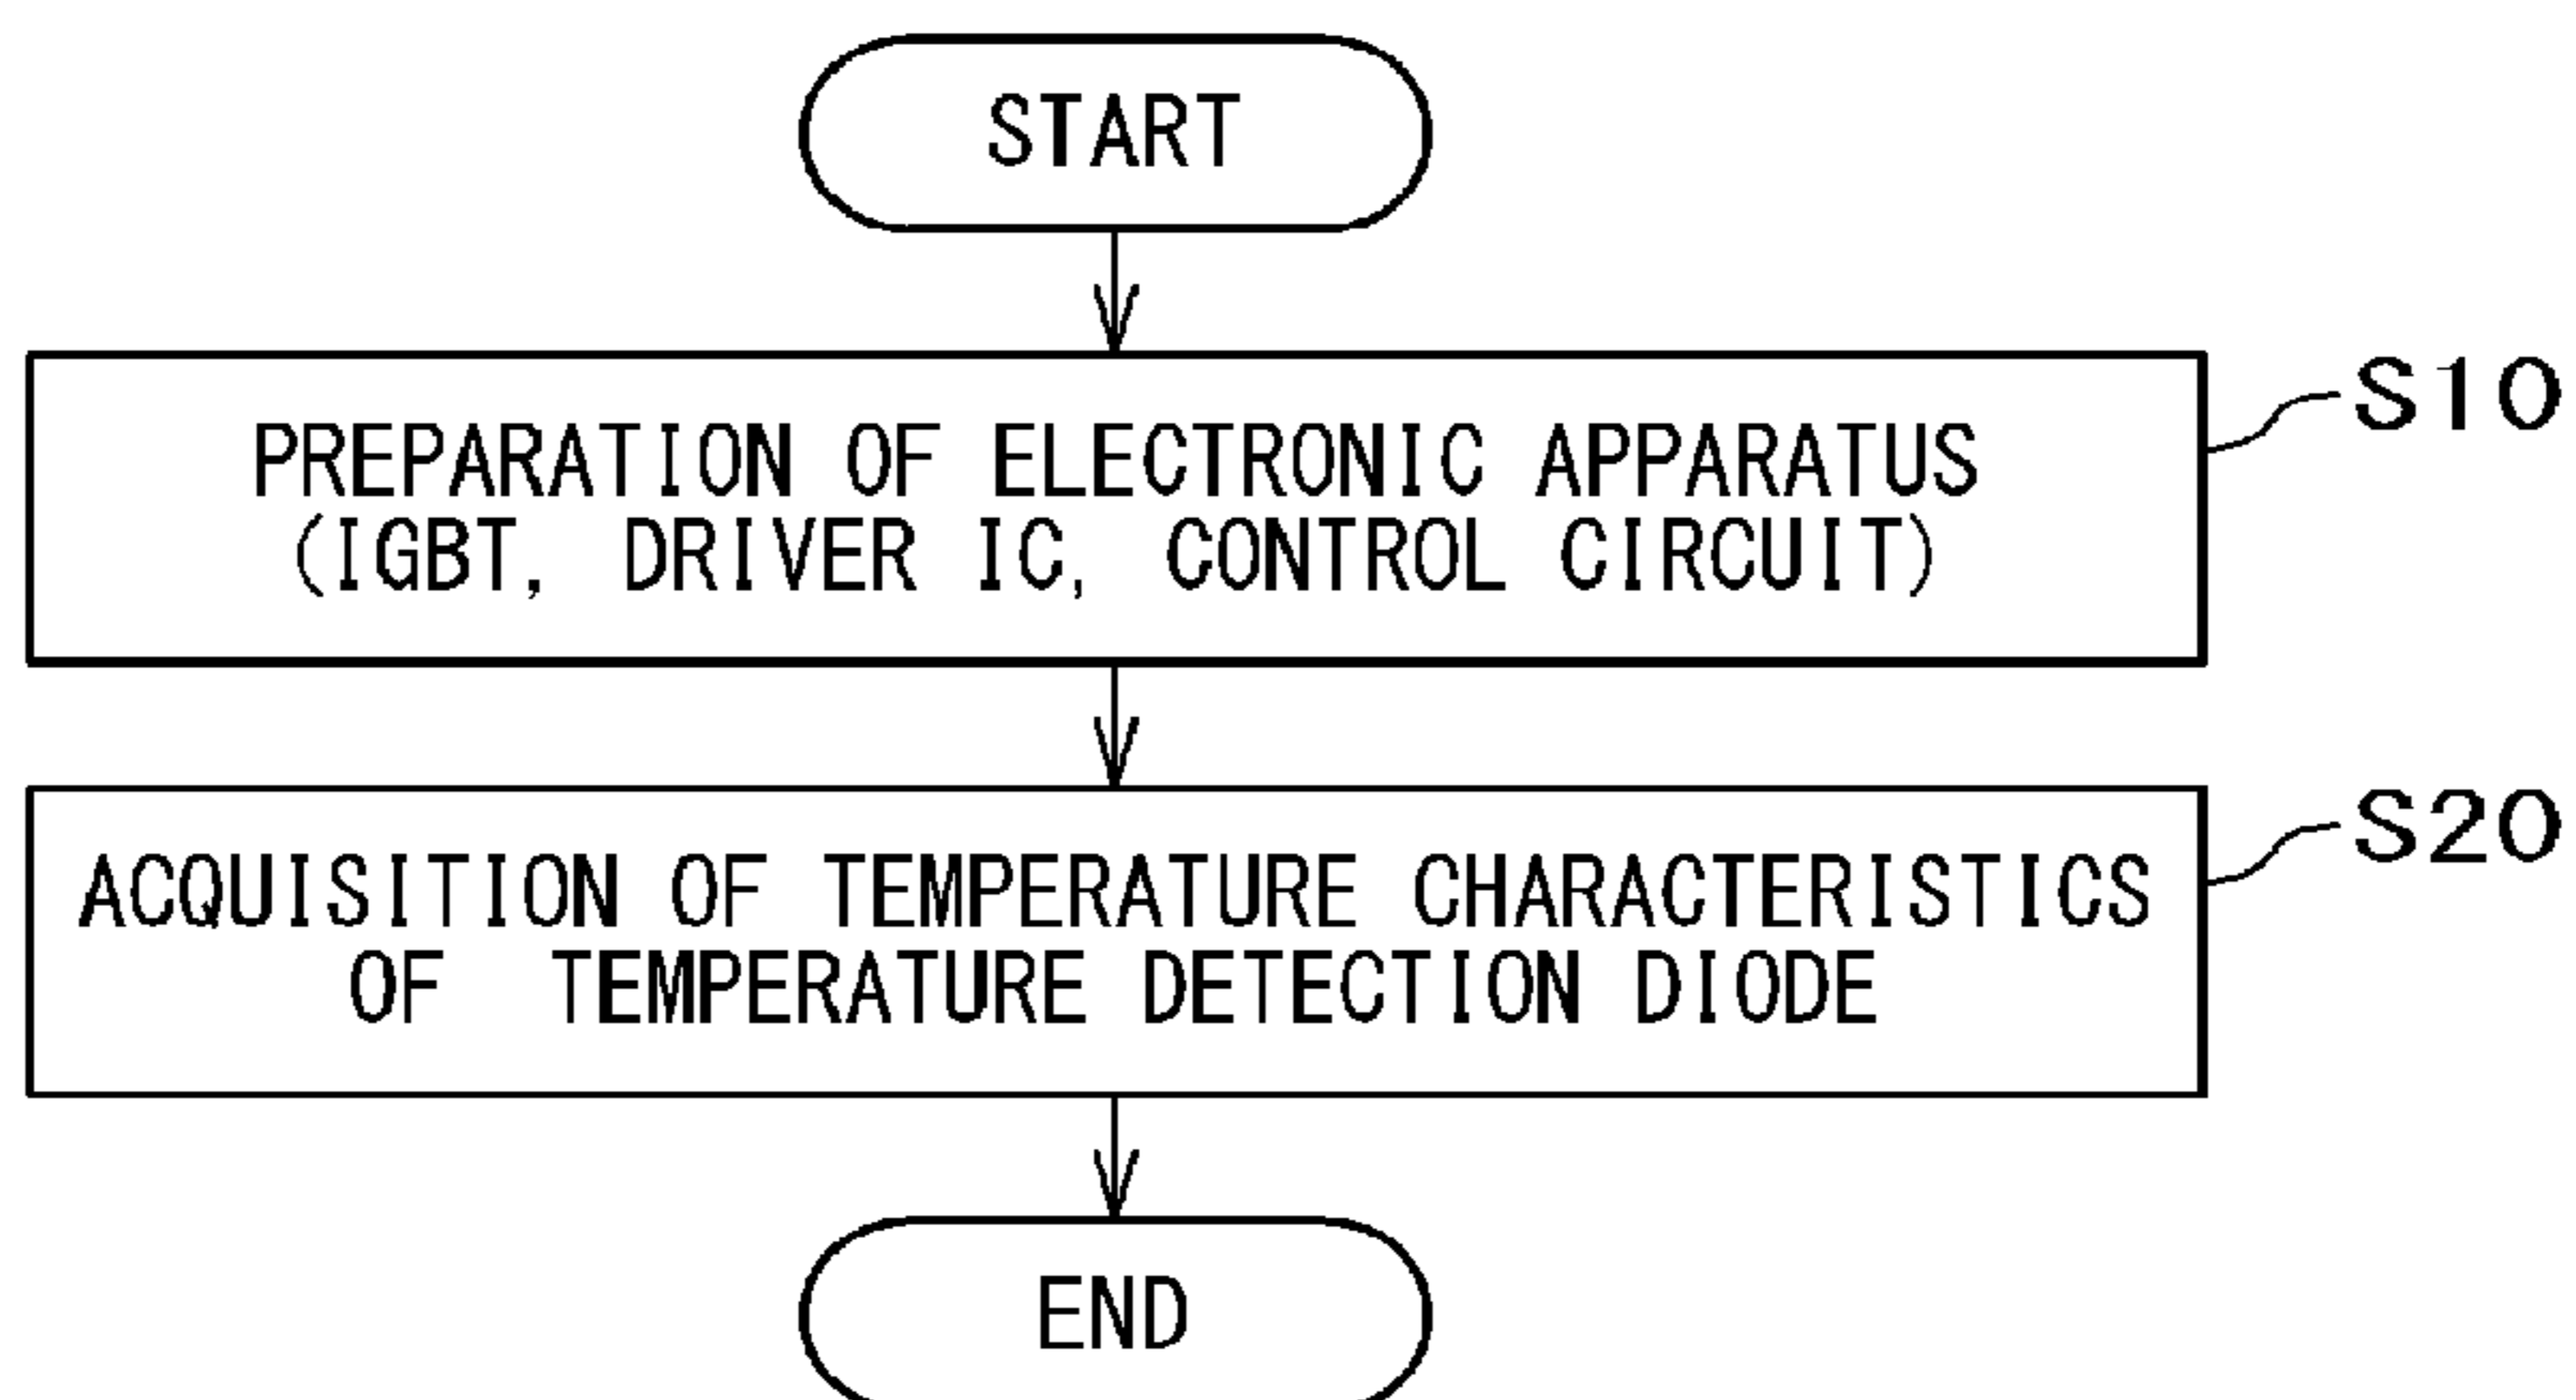 START
PREPARATION OF ELECTRONIC APPARATUS
(IGBT, DRIVER IC, CONTROL CIRCUIT)
S10
ACQUISITION OF TEMPERATURE CHARACTERISTICS
OF TEMPERATURE DETECTION DIODE
S20
END